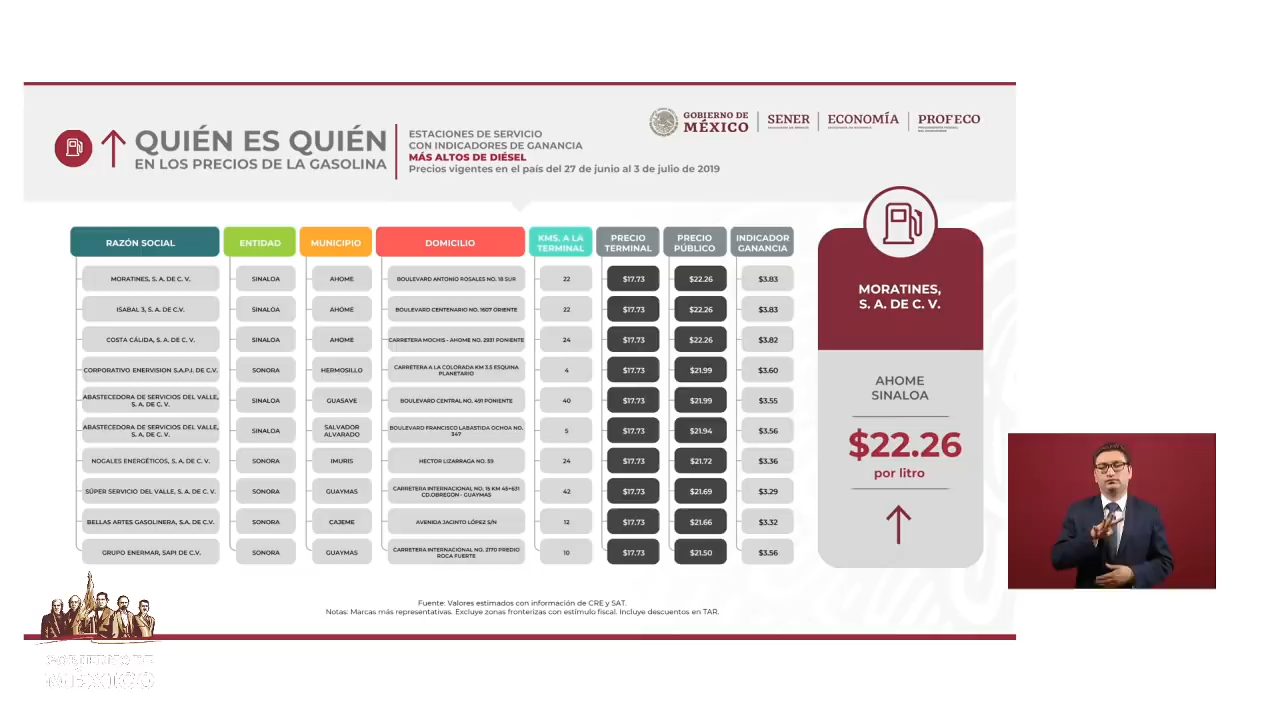 QUIÉN ES QUIÉN
EN LOS PRECIOS DE LA GASOLINA
ESTACIONES DE SERVICIO
CON INDICADORES DE GANANCIA
MÁS ALTOS DE DIÉSEL
Precios vigentes en el país del 27 de junio al 3 de julio de 2019
GOBIERNO DE
MÉXICO
SENER
ECONOMÍA
PROFECO
RAZÓN SOCIAL ENTIDAD MUNICIPIO DOMICILIO KMS. A LA TERMINAL PRECIO TERMINAL PRECIO PÚBLICO INDICADOR GANANCIA
MORATINES, S. A. DE C. V. SINALOA AHOME BOULEVARD ANTONIO ROSALES NO. 18 SUR 22 $17.73 $22.26 $3.83
ISABAL 3, S. A. DE C.V. SINALOA AHOME BOULEVARD CENTENARIO NO. 1607 ORIENTE 22 $17.73 $22.26 $3.83
COSTA CÁLIDA, S. A. DE C. V. SINALOA AHOME CARRETERA MOCHIS - AHOME NO. 2931 PONIENTE 24 $17.73 $22.26 $3.82
CORPORATIVO ENERVISION S.A.P.I. DE C.V. SONORA HERMOSILLO CARRETERA A LA COLORADA KM 3.5 ESQUINA PLANETARIO 4 $17.73 $21.99 $3.60
ABASTECEDORA DE SERVICIOS DEL VALLE, S. A. DE C. V. SINALOA GUASAVE BOULEVARD CENTRAL NO. 491 PONIENTE 40 $17.73 $21.99 $3.55
ABASTECEDORA DE SERVICIOS DEL VALLE, S. A. DE C. V. SINALOA SALVADOR ALVARADO BOULEVARD FRANCISCO LABASTIDA OCHOA NO. 347 5 $17.73 $21.94 $3.56
NOGALES ENERGÉTICOS, S. A. DE C. V. SONORA IMURIS HECTOR LIZARRAGA NO. 59 24 $17.73 $21.72 $3.36
SÚPER SERVICIO DEL VALLE, S. A. DE C. V. SONORA GUAYMAS CARRETERA INTERNACIONAL NO. 15 KM 45+631 CD.OBREGON - GUAYMAS 42 $17.73 $21.69 $3.29
BELLAS ARTES GASOLINERA, S.A. DE C.V. SONORA CAJEME AVENIDA JACINTO LÓPEZ S/N 12 $17.73 $21.66 $3.32
GRUPO ENERMAR, SAPI DE C.V. SONORA GUAYMAS CARRETERA INTERNACIONAL NO. 2170 PREDIO ROCA FUERTE 10 $17.73 $21.50 $3.56
MORATINES,
S. A. DE C. V.
AHOME
SINALOA
$22.26
por litro
Fuente: Valores estimados con información de CRE y SAT.
Notas: Marcas más representativas. Excluye zonas fronterizas con estímulo fiscal. Incluye descuentos en TAR.
GOBIERNO DE
MÉXICO